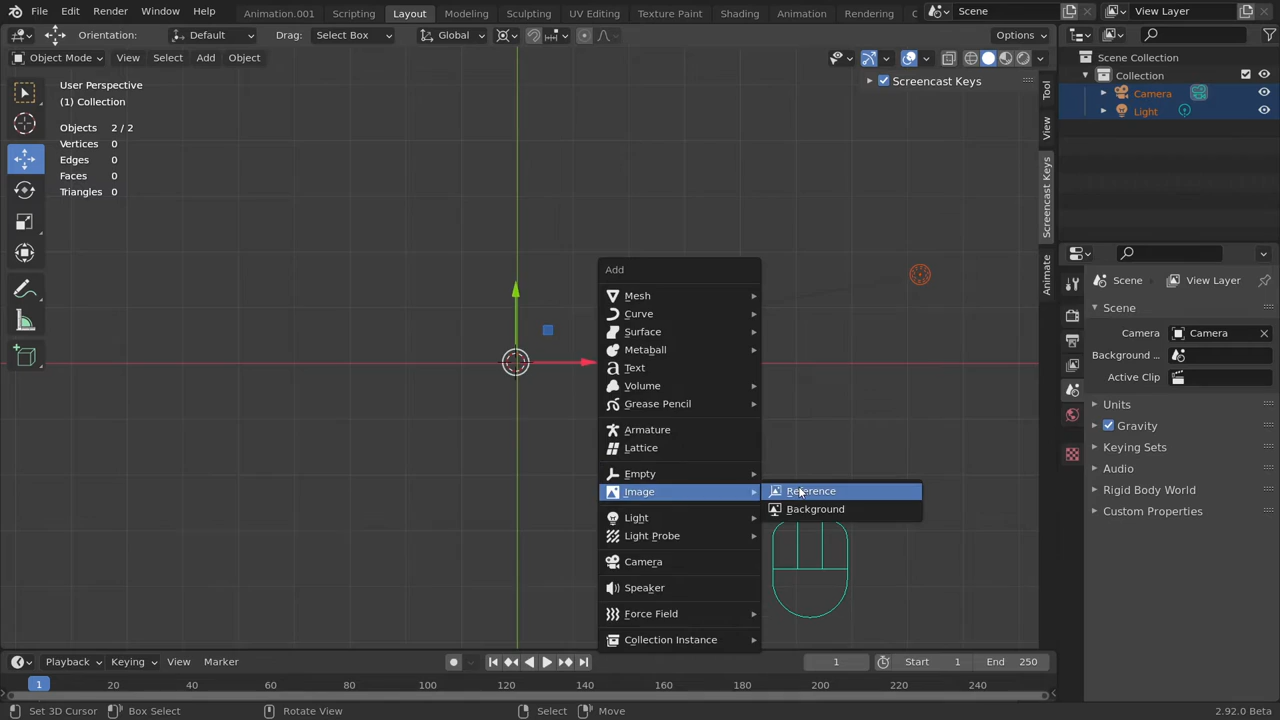 File Edit Render Window Help Animation.001 Scripting Layout Modeling Sculpting UV Editing Texture Paint Shading Animation Rendering C Scene View Layer
Orientation: Default Drag: Select Box Global Options
Object Mode View Select Add Object
User Perspective
(1) Collection
Objects 2 / 2
Vertices 0
Edges 0
Faces 0
Triangles 0
Screencast Keys
Tool
View
Screencast Keys
Animate
Add
Mesh
Curve
Surface
Metaball
Text
Volume
Grease Pencil
Armature
Lattice
Empty
Image
Light
Light Probe
Camera
Speaker
Force Field
Collection Instance
Reference
Background
Scene Collection
Collection
Camera
Light
Scene View Layer
Scene
Camera Camera
Background ...
Active Clip
Units
Gravity
Keying Sets
Audio
Rigid Body World
Custom Properties
Playback Keying View Marker 1 Start 1 End 250
1 20 40 60 80 100 120 140 160 180 200 220 240
Set 3D Cursor Box Select Rotate View Select Move 2.92.0 Beta